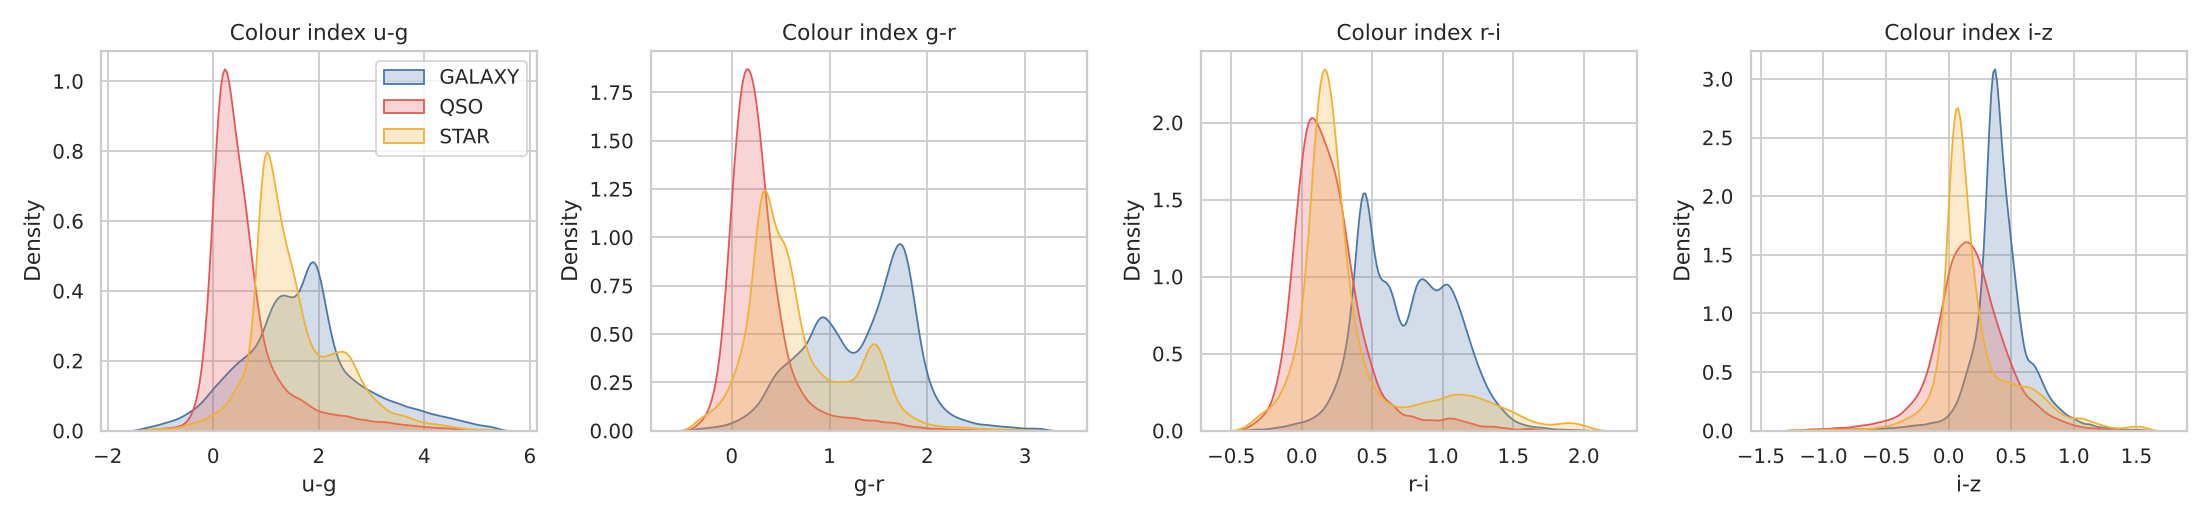 Colour index u-g
Density
1.0
0.8
0.6
0.4
0.2
0.0
−2 0 2 4 6
u-g
GALAXY
QSO
STAR
Colour index g-r
Density
1.75
1.50
1.25
1.00
0.75
0.50
0.25
0.00
0 1 2 3
g-r
Colour index r-i
Density
2.0
1.5
1.0
0.5
0.0
−0.5 0.0 0.5 1.0 1.5 2.0
r-i
Colour index i-z
Density
3.0
2.5
2.0
1.5
1.0
0.5
0.0
−1.5 −1.0 −0.5 0.0 0.5 1.0 1.5
i-z